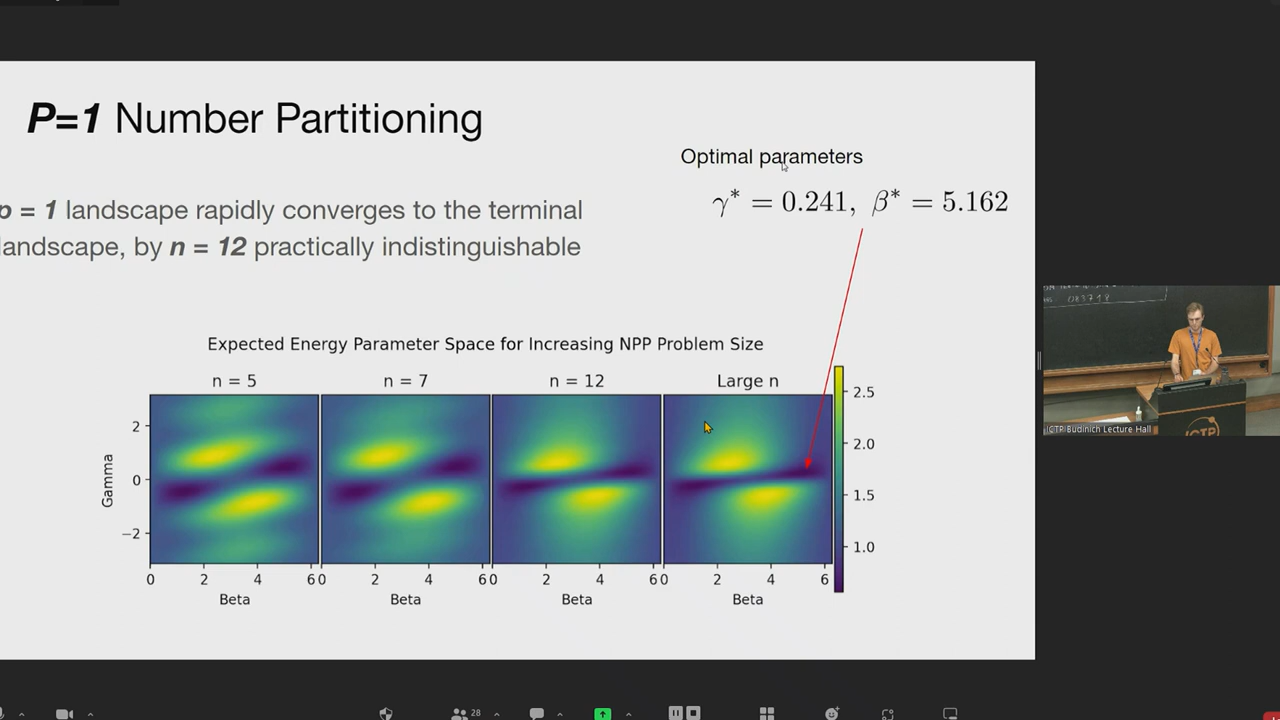 P=1 Number Partitioning
Optimal parameters
γ* = 0.241, β* = 5.162
p = 1 landscape rapidly converges to the terminal
landscape, by n = 12 practically indistinguishable
Expected Energy Parameter Space for Increasing NPP Problem Size
n = 5 n = 7 n = 12 Large n
2.5
2 2.0
Gamma
0
1.5
−2 1.0
0 2 4 6 0 2 4 6 0 2 4 6 0 2 4 6
Beta Beta Beta Beta
ICTP Budinich Lecture Hall
ICTP
28